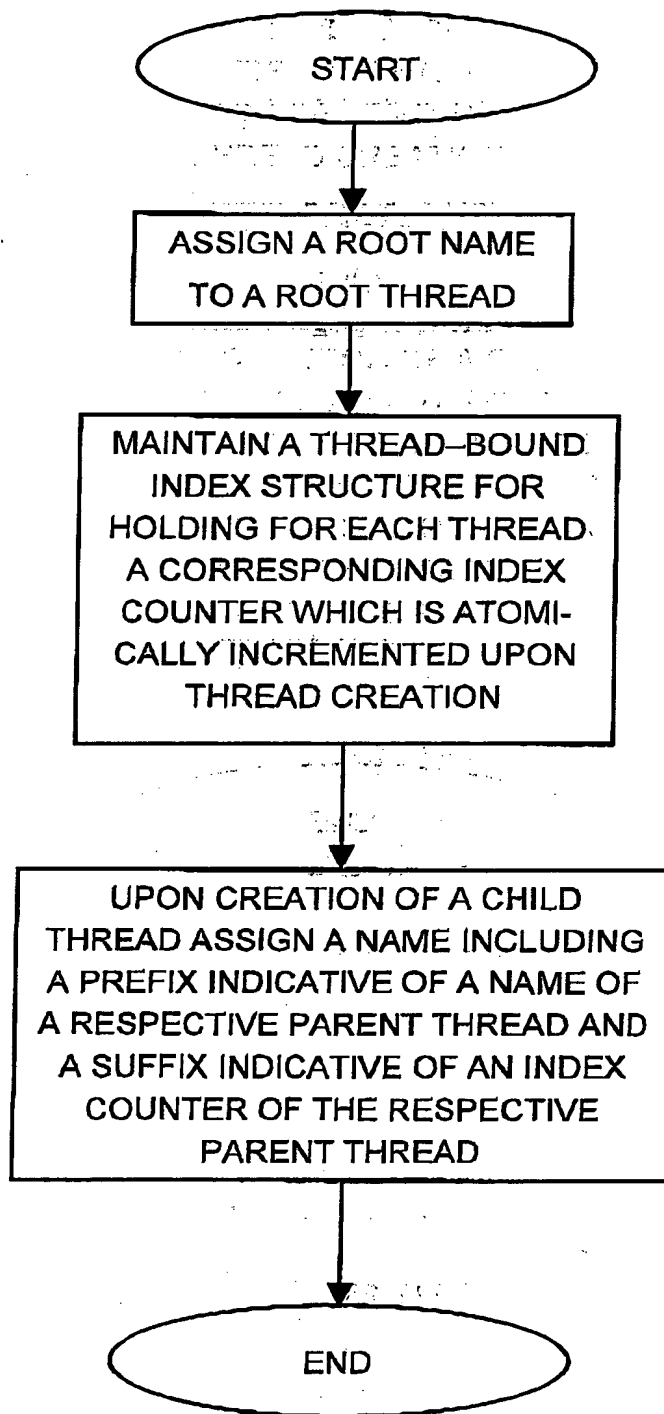 START
ASSIGN A ROOT NAME
TO A ROOT THREAD
MAINTAIN A THREAD–BOUND
INDEX STRUCTURE FOR
HOLDING FOR EACH THREAD
A CORRESPONDING INDEX
COUNTER WHICH IS ATOMI-
CALLY INCREMENTED UPON
THREAD CREATION
UPON CREATION OF A CHILD
THREAD ASSIGN A NAME INCLUDING
A PREFIX INDICATIVE OF A NAME OF
A RESPECTIVE PARENT THREAD AND
A SUFFIX INDICATIVE OF AN INDEX
COUNTER OF THE RESPECTIVE
PARENT THREAD
END